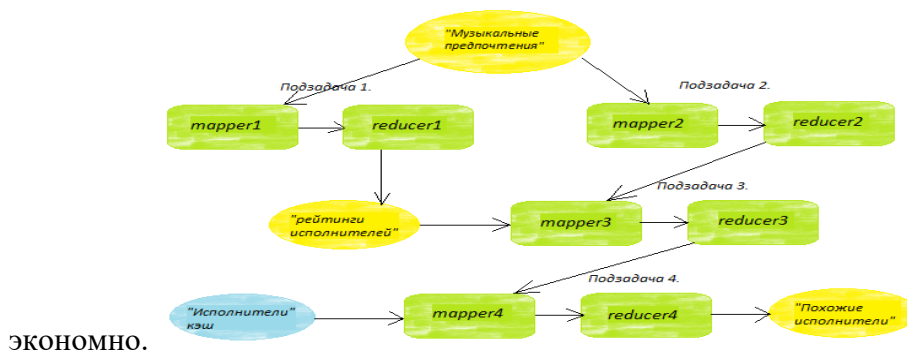 "Музыкальные
предпочтения"
Подзадача 1.
Подзадача 2.
mapper1
reducer1
mapper2
reducer2
Подзадача 3.
"рейтинги
исполнителей"
mapper3
reducer3
Подзадача 4.
"Исполнители"
кэш
mapper4
reducer4
"Похожие
исполнители"
экономно.